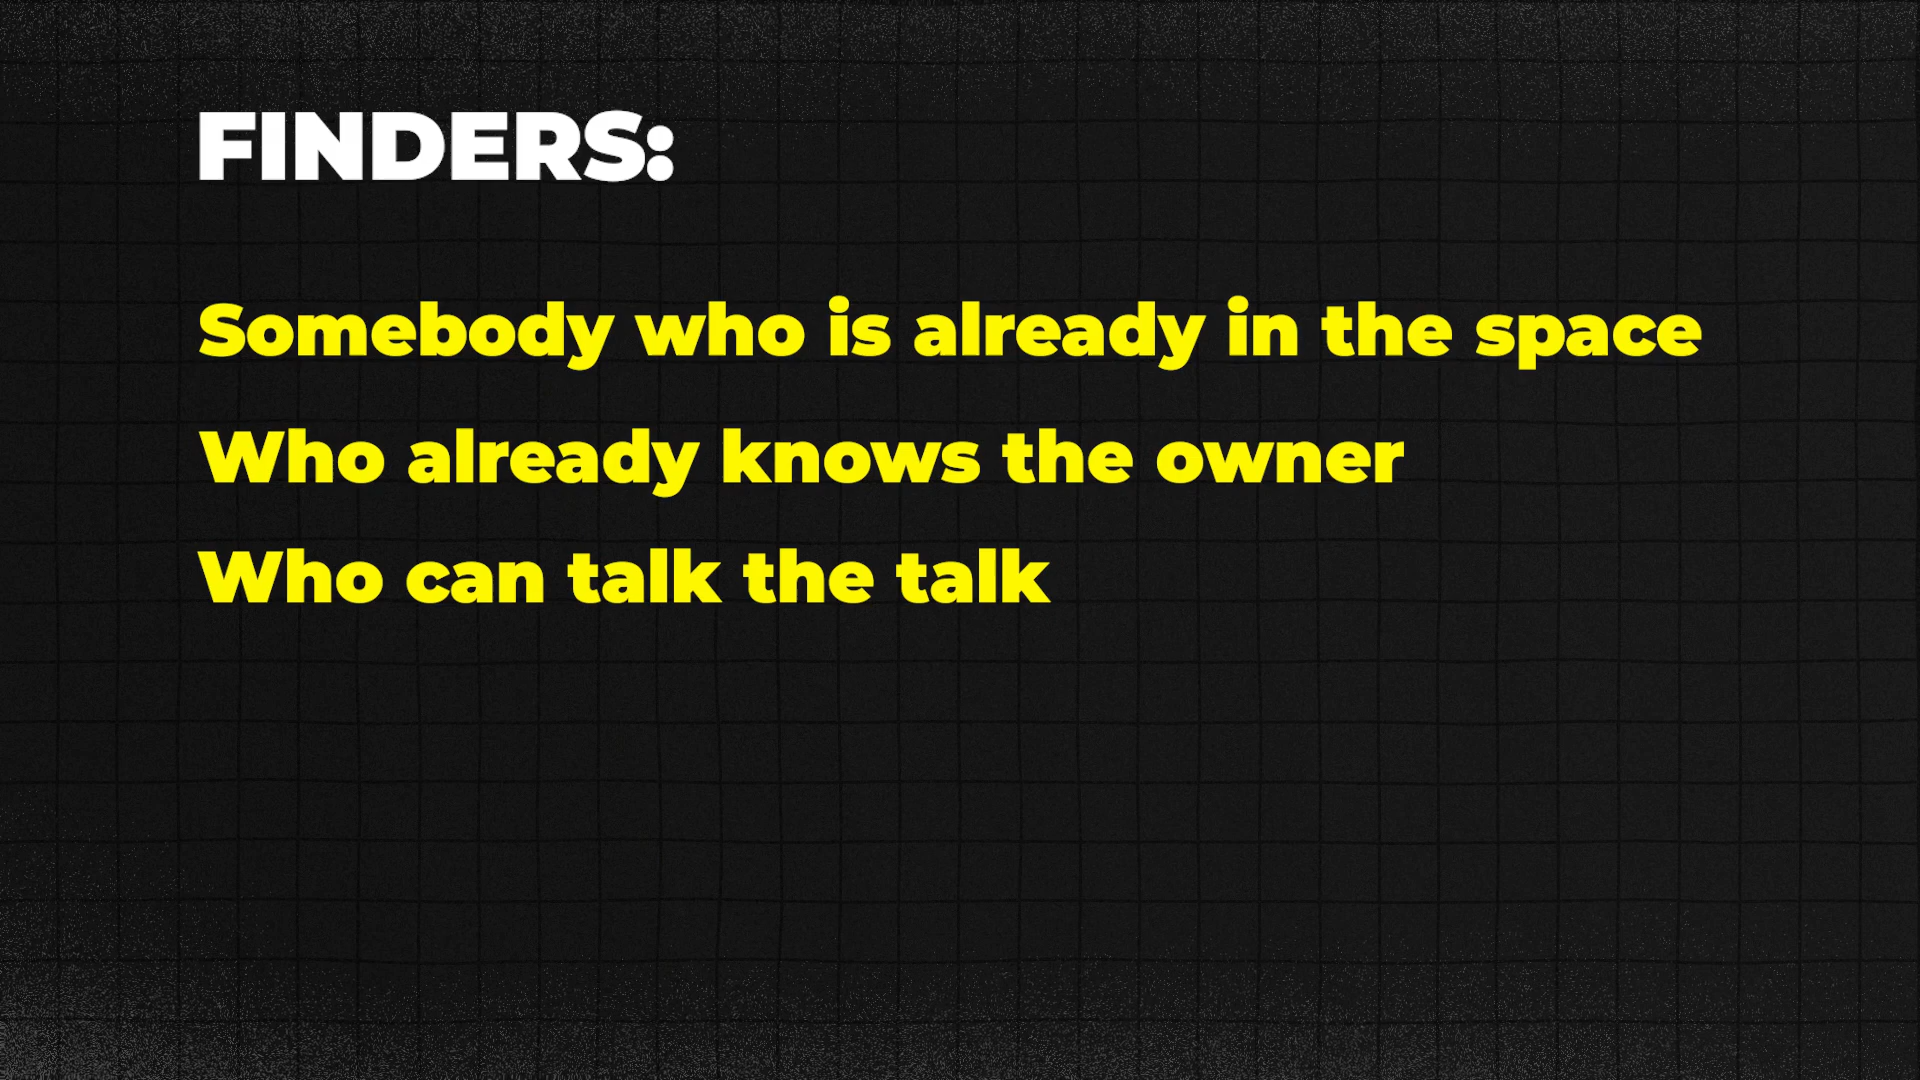 FINDERS:
Somebody who is already in the space
Who already knows the owner
Who can talk the talk